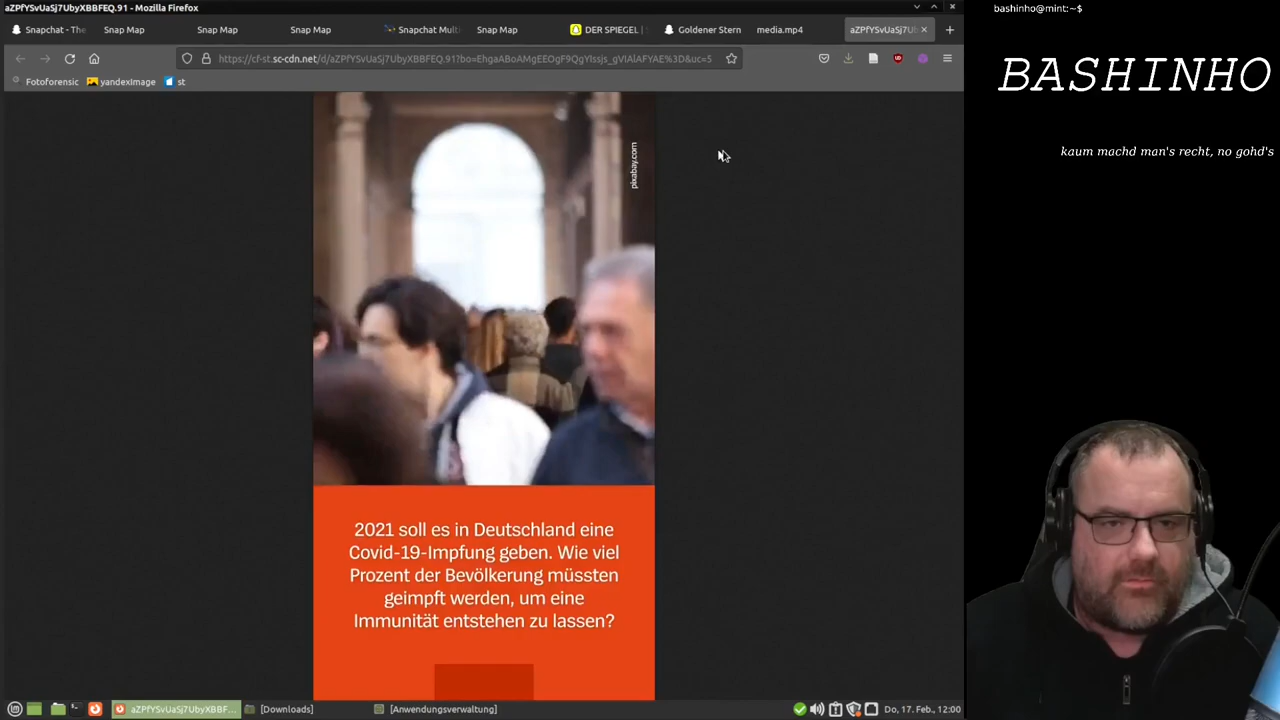 aZPfYSvUaSj7UbyXBBFEQ.91 - Mozilla Firefox
bashinho@mint:~$
Snapchat - The
Snap Map
Snap Map
Snap Map
Snapchat Mult
Snap Map
DER SPIEGEL |
Goldener Stern
media.mp4
aZPfYSvUaSj7Ub
BASHINHO
kaum machd man's recht, no gohd's
Fotoforensic
yandexImage
st
pixabay.com
2021 soll es in Deutschland eine
Covid-19-Impfung geben. Wie viel
Prozent der Bevölkerung müssten
geimpft werden, um eine
Immunität entstehen zu lassen?
aZPfYSvUaSj7UbyXBBF...
[Downloads]
[Anwendungsverwaltung]
Do, 17. Feb., 12:00